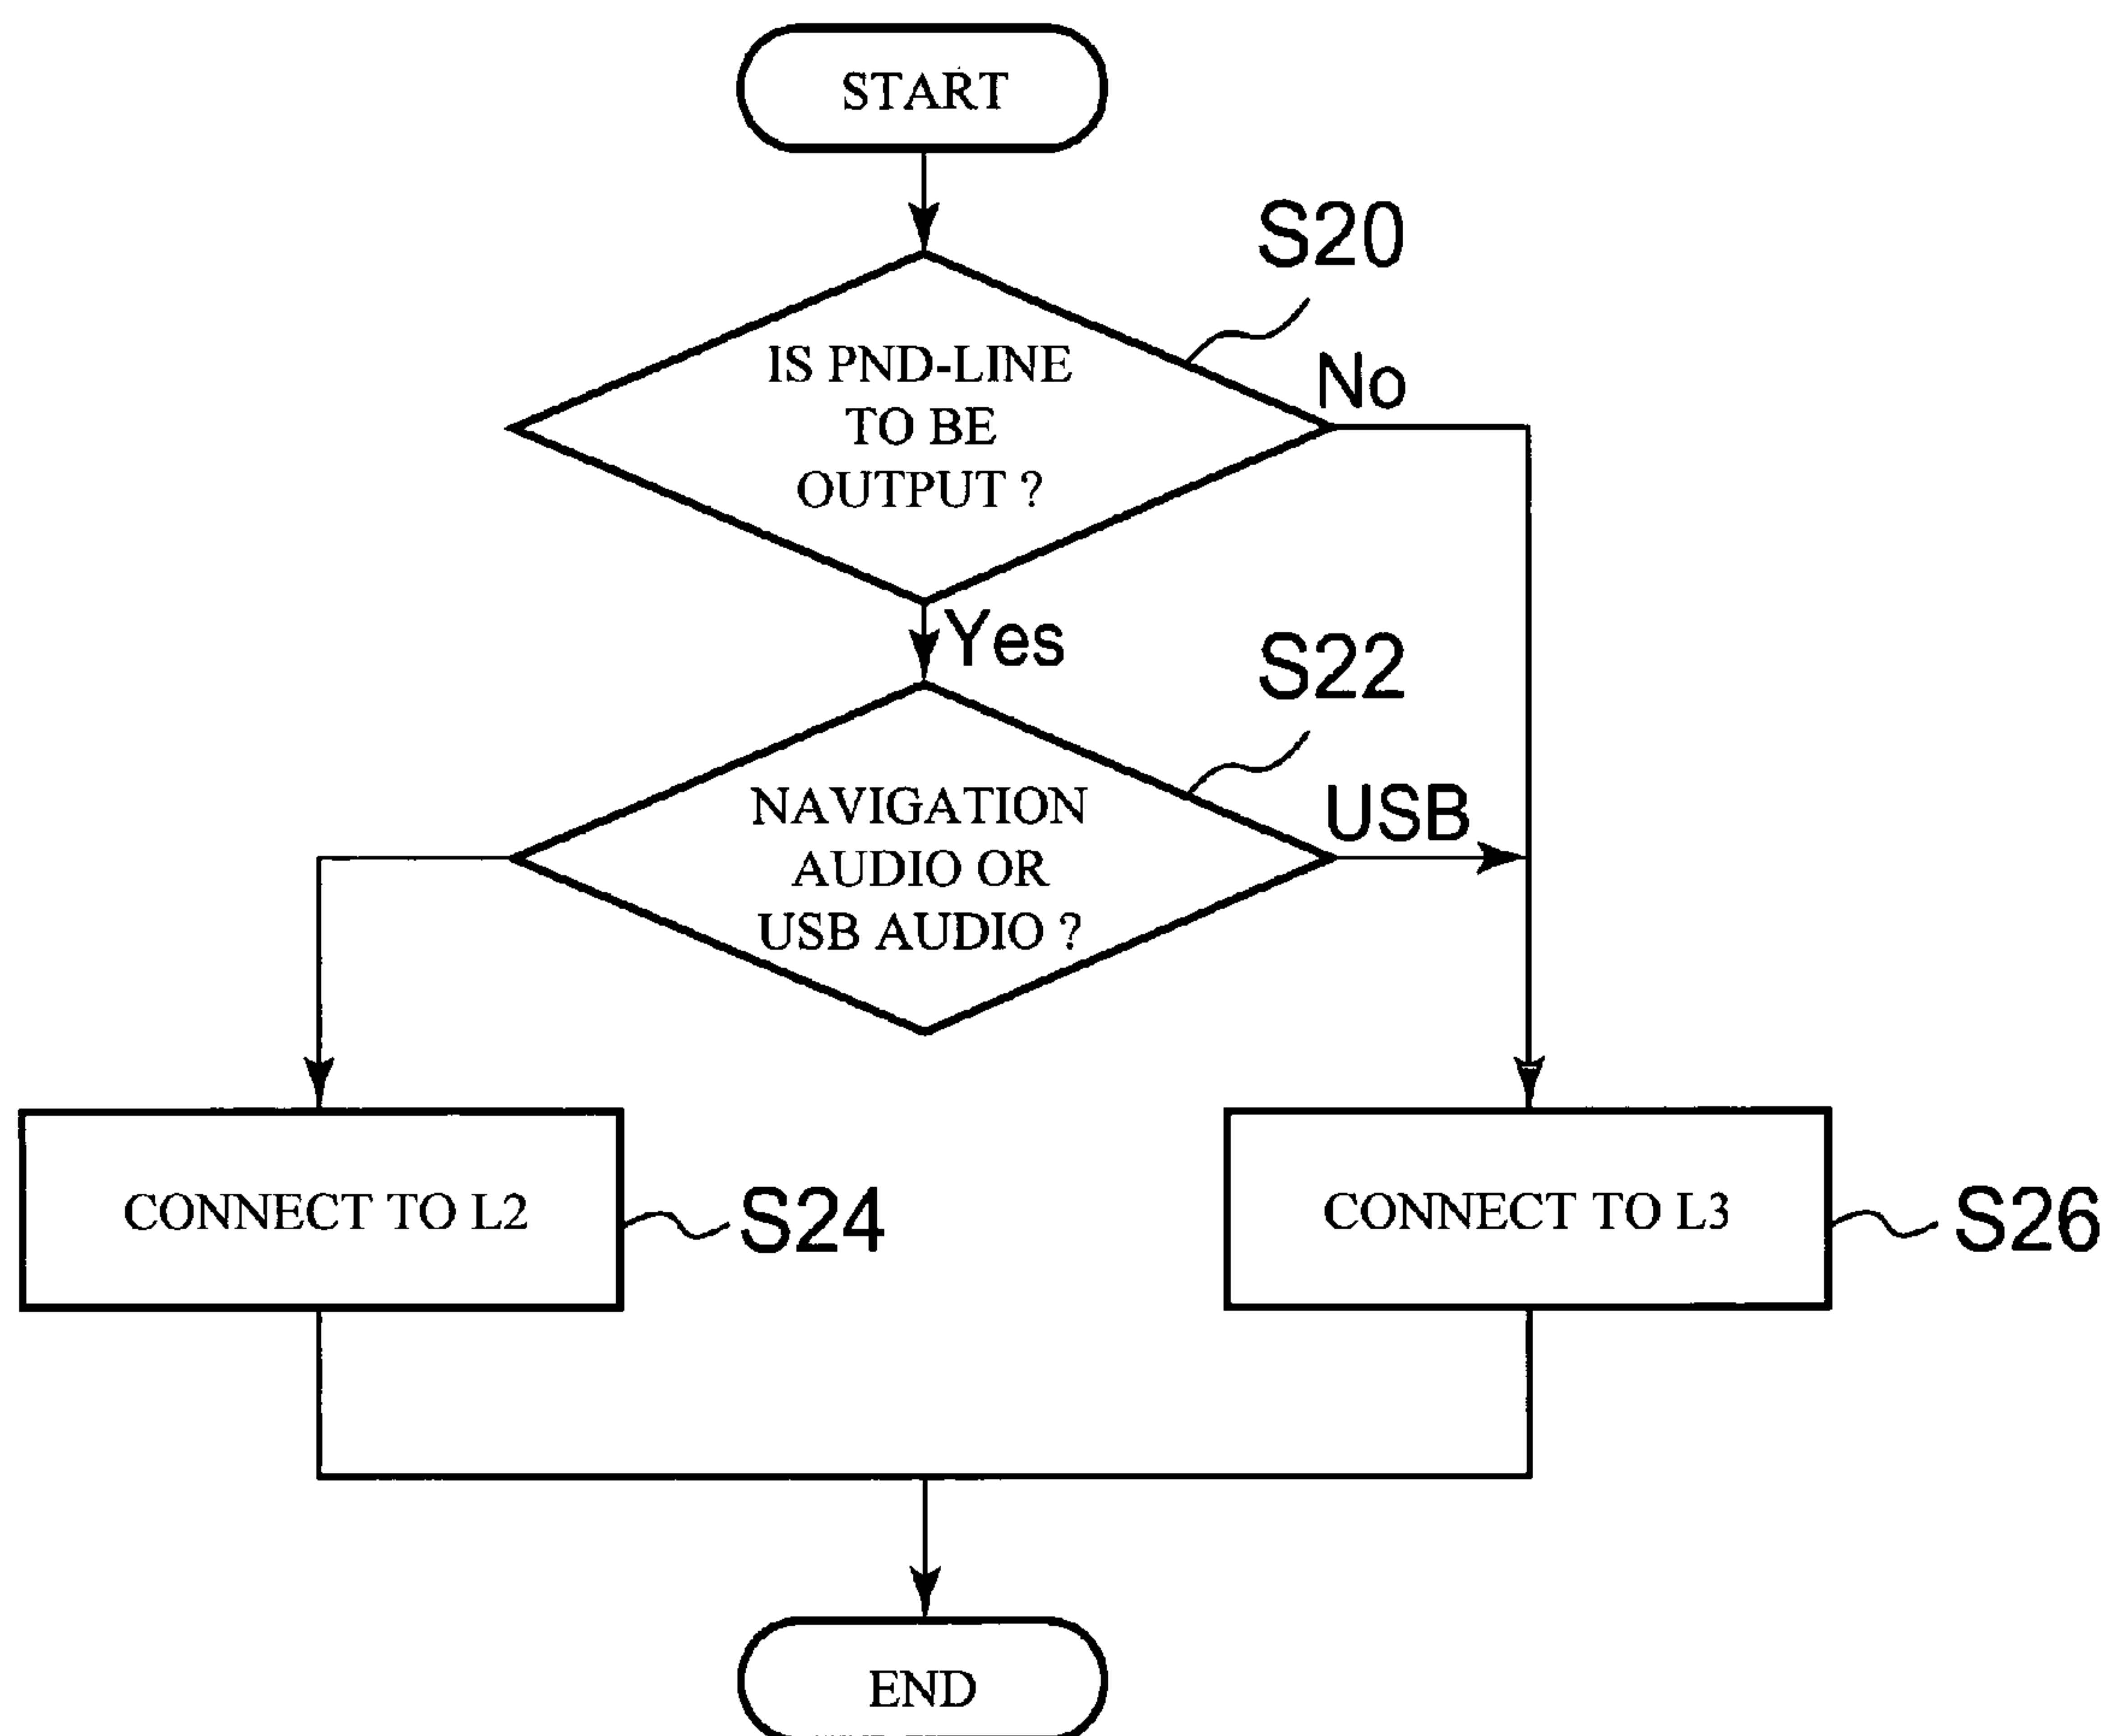 START
S20
IS PND-LINE
TO BE
OUTPUT ?
No
Yes
S22
NAVIGATION
AUDIO OR
USB AUDIO ?
USB
CONNECT TO L2
S24
CONNECT TO L3
S26
END